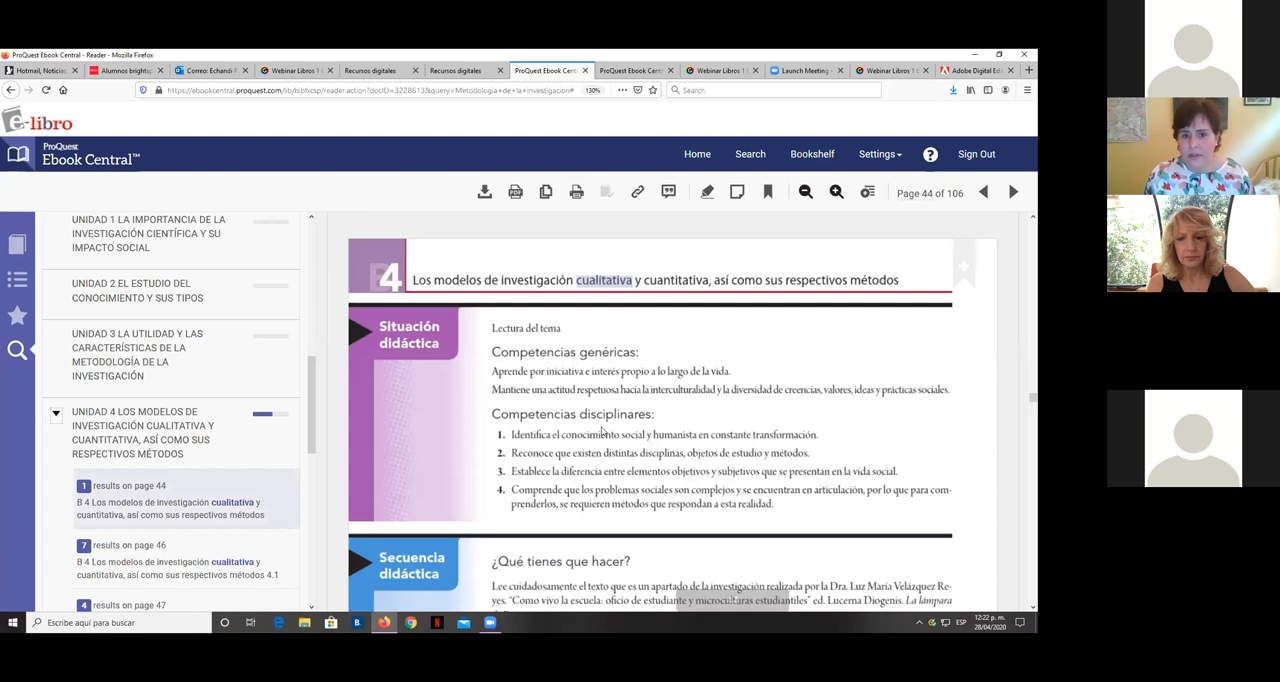 ProQuest Ebook Central - Reader - Mozilla Firefox
Hotmail, Noticias
Alumnos brights
Correo: Echandi
Webinar Libros 1
Recursos digitales
Recursos digitales
ProQuest Ebook Cent
ProQuest Ebook Cent
Webinar Libros 1
Launch Meeting -
Webinar Libros 1
Adobe Digital Edi
https://ebookcentral.proquest.com/lib/bibfxcsp/reader.action?docID=3228613&query=Metodologia+de+la+investigacion#
130%
Search
e-libro
ProQuest
Ebook Central™
Home
Search
Bookshelf
Settings
?
Sign Out
PDF
Page 44 of 106
UNIDAD 1 LA IMPORTANCIA DE LA
INVESTIGACIÓN CIENTÍFICA Y SU
IMPACTO SOCIAL
UNIDAD 2 EL ESTUDIO DEL
CONOCIMIENTO Y SUS TIPOS
UNIDAD 3 LA UTILIDAD Y LAS
CARACTERÍSTICAS DE LA
METODOLOGÍA DE LA
INVESTIGACIÓN
UNIDAD 4 LOS MODELOS DE
INVESTIGACIÓN CUALITATIVA Y
CUANTITATIVA, ASÍ COMO SUS
RESPECTIVOS MÉTODOS
1 results on page 44
B 4 Los modelos de investigación cualitativa y
cuantitativa, así como sus respectivos métodos
7 results on page 46
B 4 Los modelos de investigación cualitativa y
cuantitativa, así como sus respectivos métodos 4.1
4 results on page 47
B4 Los modelos de investigación cualitativa y cuantitativa, así como sus respectivos métodos
Situación
didáctica
Lectura del tema
Competencias genéricas:
Aprende por iniciativa e interés propio a lo largo de la vida.
Mantiene una actitud respetuosa hacia la interculturalidad y la diversidad de creencias, valores, ideas y prácticas sociales.
Competencias disciplinares:
1. Identifica el conocimiento social y humanista en constante transformación.
2. Reconoce que existen distintas disciplinas, objetos de estudio y métodos.
3. Establece la diferencia entre elementos objetivos y subjetivos que se presentan en la vida social.
4. Comprende que los problemas sociales son complejos y se encuentran en articulación, por lo que para com-
prenderlos, se requieren métodos que respondan a esta realidad.
Secuencia
didáctica
¿Qué tienes que hacer?
Lee cuidadosamente el texto que es un apartado de la investigación realizada por la Dra. Luz María Velázquez Re-
yes. "Como vivo la escuela: oficio de estudiante y microculturas estudiantiles" ed. Lucerna Diogenis. La lámpara
Escribe aquí para buscar
B.
N
ESP
12:22 p. m.
28/04/2020